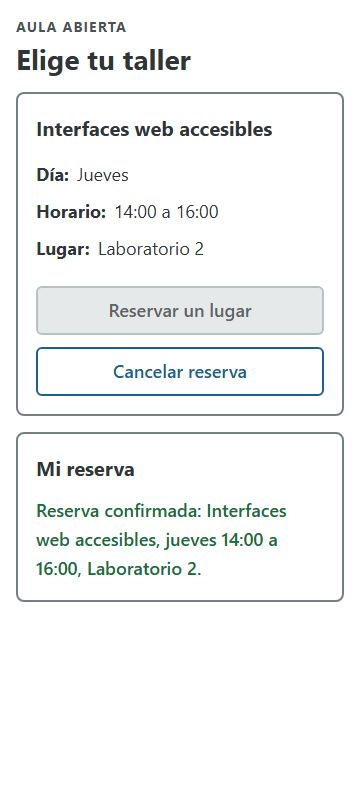 AULA ABIERTA
Elige tu taller
Interfaces web accesibles
Día: Jueves
Horario: 14:00 a 16:00
Lugar: Laboratorio 2
Reservar un lugar
Cancelar reserva
Mi reserva
Reserva confirmada: Interfaces
web accesibles, jueves 14:00 a
16:00, Laboratorio 2.